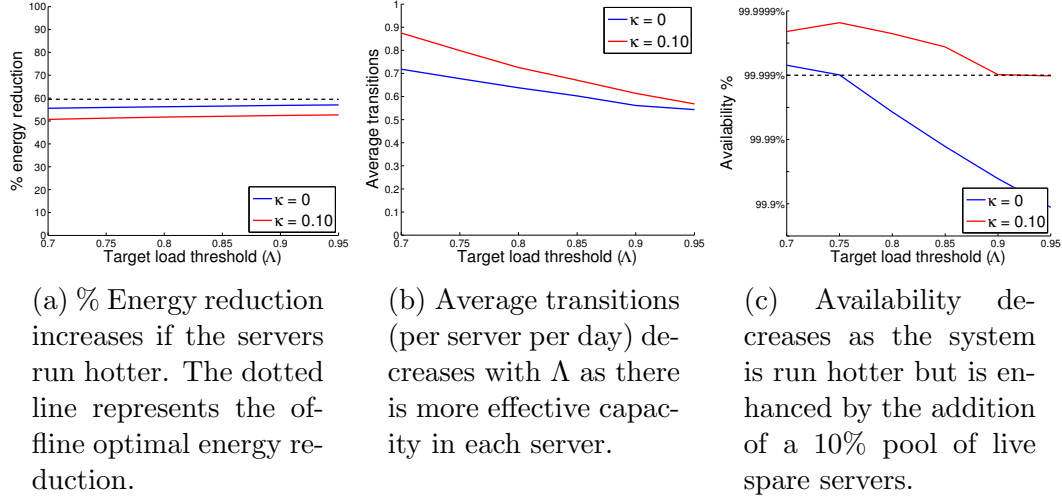 100
90
80
70
60
50
40
30
20
10
0
% energy reduction
κ = 0
κ = 0.10
0.7
0.75
0.8
0.85
0.9
0.95
Target load threshold (Λ)
1
0.9
0.8
0.7
0.6
0.5
0.4
0.3
0.2
0.1
0
Average transitions
κ = 0
κ = 0.10
0.7
0.75
0.8
0.85
0.9
0.95
Target load threshold (Λ)
99.9999%
99.999%
99.99%
99.9%
Availability %
κ = 0
κ = 0.10
0.7
0.75
0.8
0.85
0.9
0.95
Target load threshold (Λ)
(a) % Energy reduction
increases if the servers
run hotter. The dotted
line represents the of-
fline optimal energy re-
duction.
(b) Average transitions
(per server per day) de-
creases with Λ as there
is more effective capac-
ity in each server.
(c) Availability de-
creases as the system
is run hotter but is en-
hanced by the addition
of a 10% pool of live
spare servers.